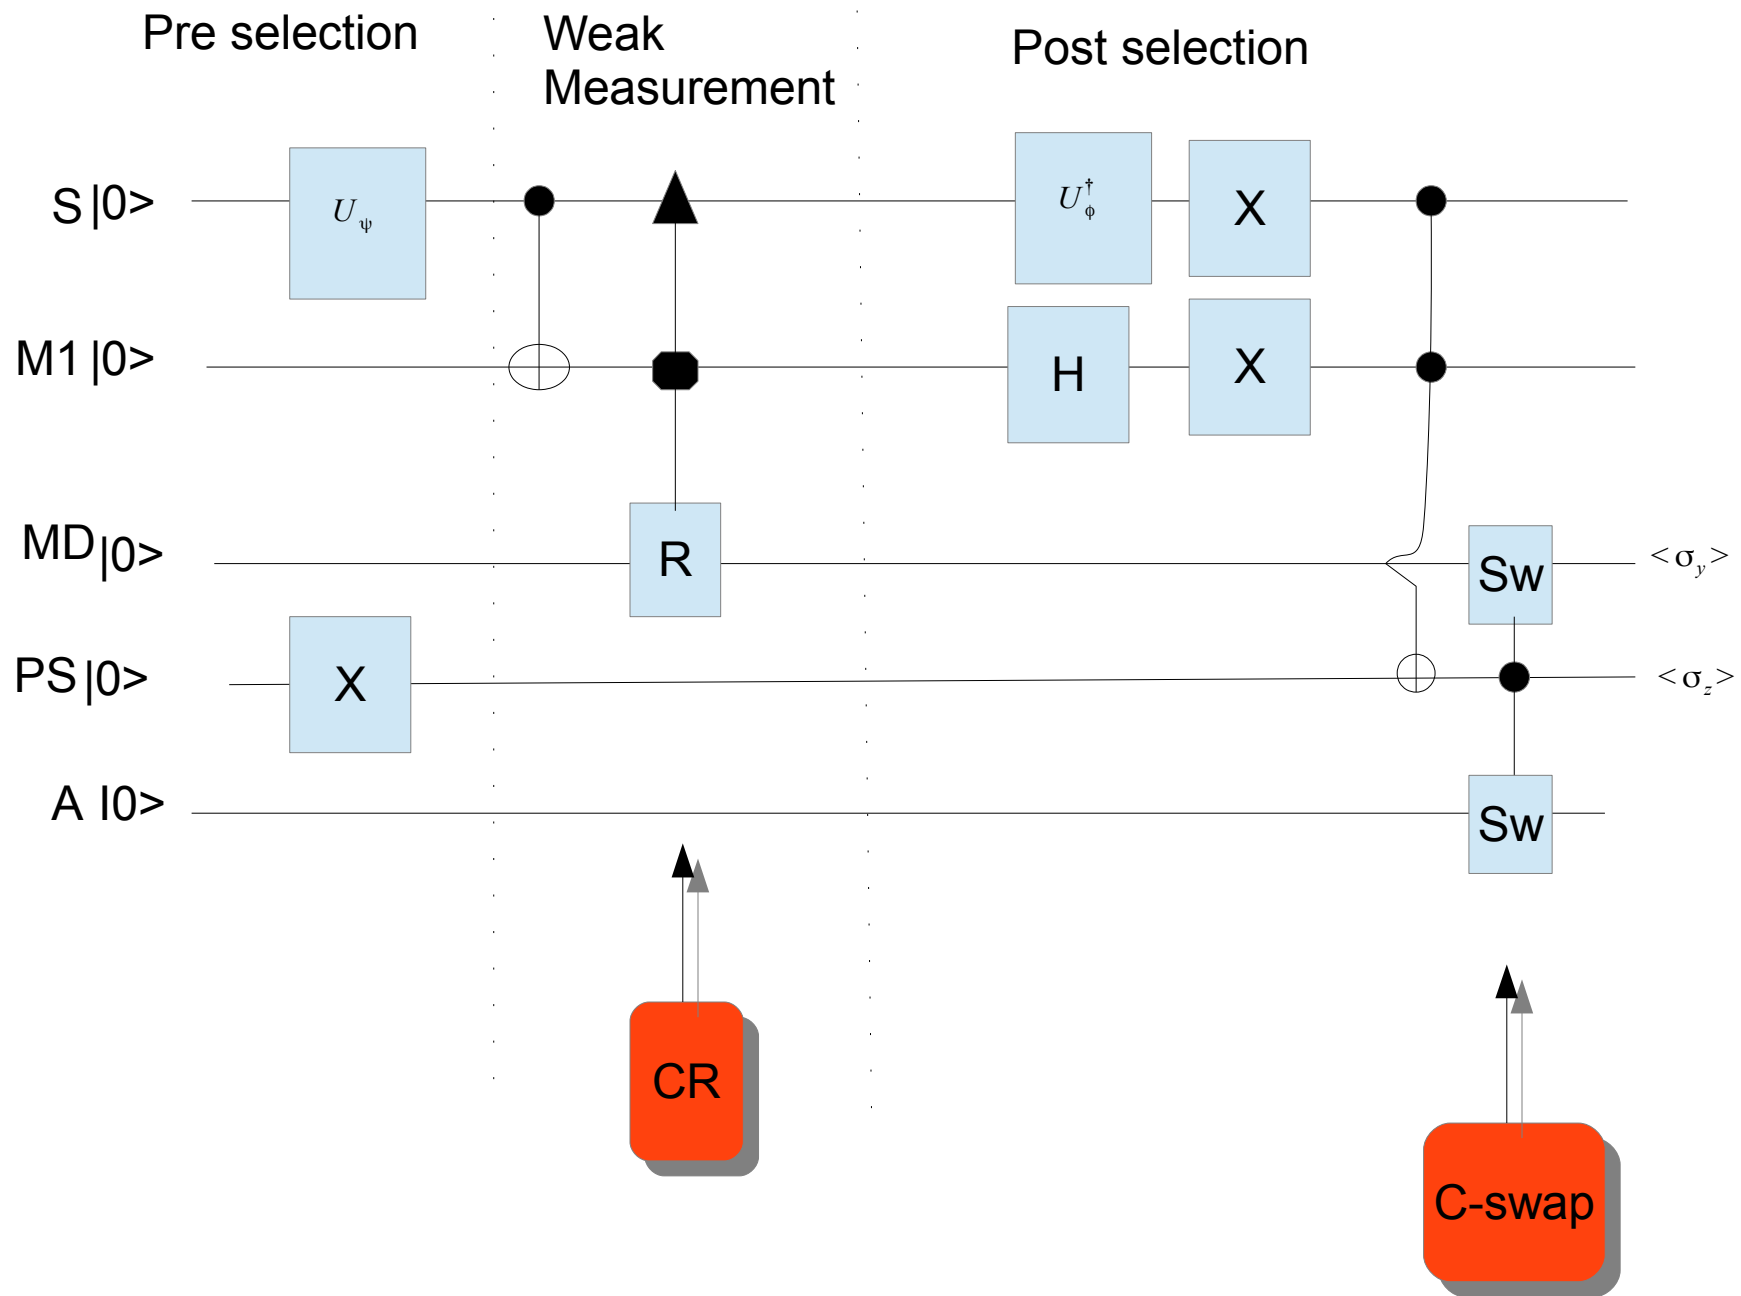 Pre selection
Weak
Measurement
Post selection
S |0>
U_ψ
U_ϕ^†
X
M1 |0>
H
X
MD |0>
R
Sw
<σ_y>
PS |0>
X
<σ_z>
A I0>
Sw
CR
C-swap